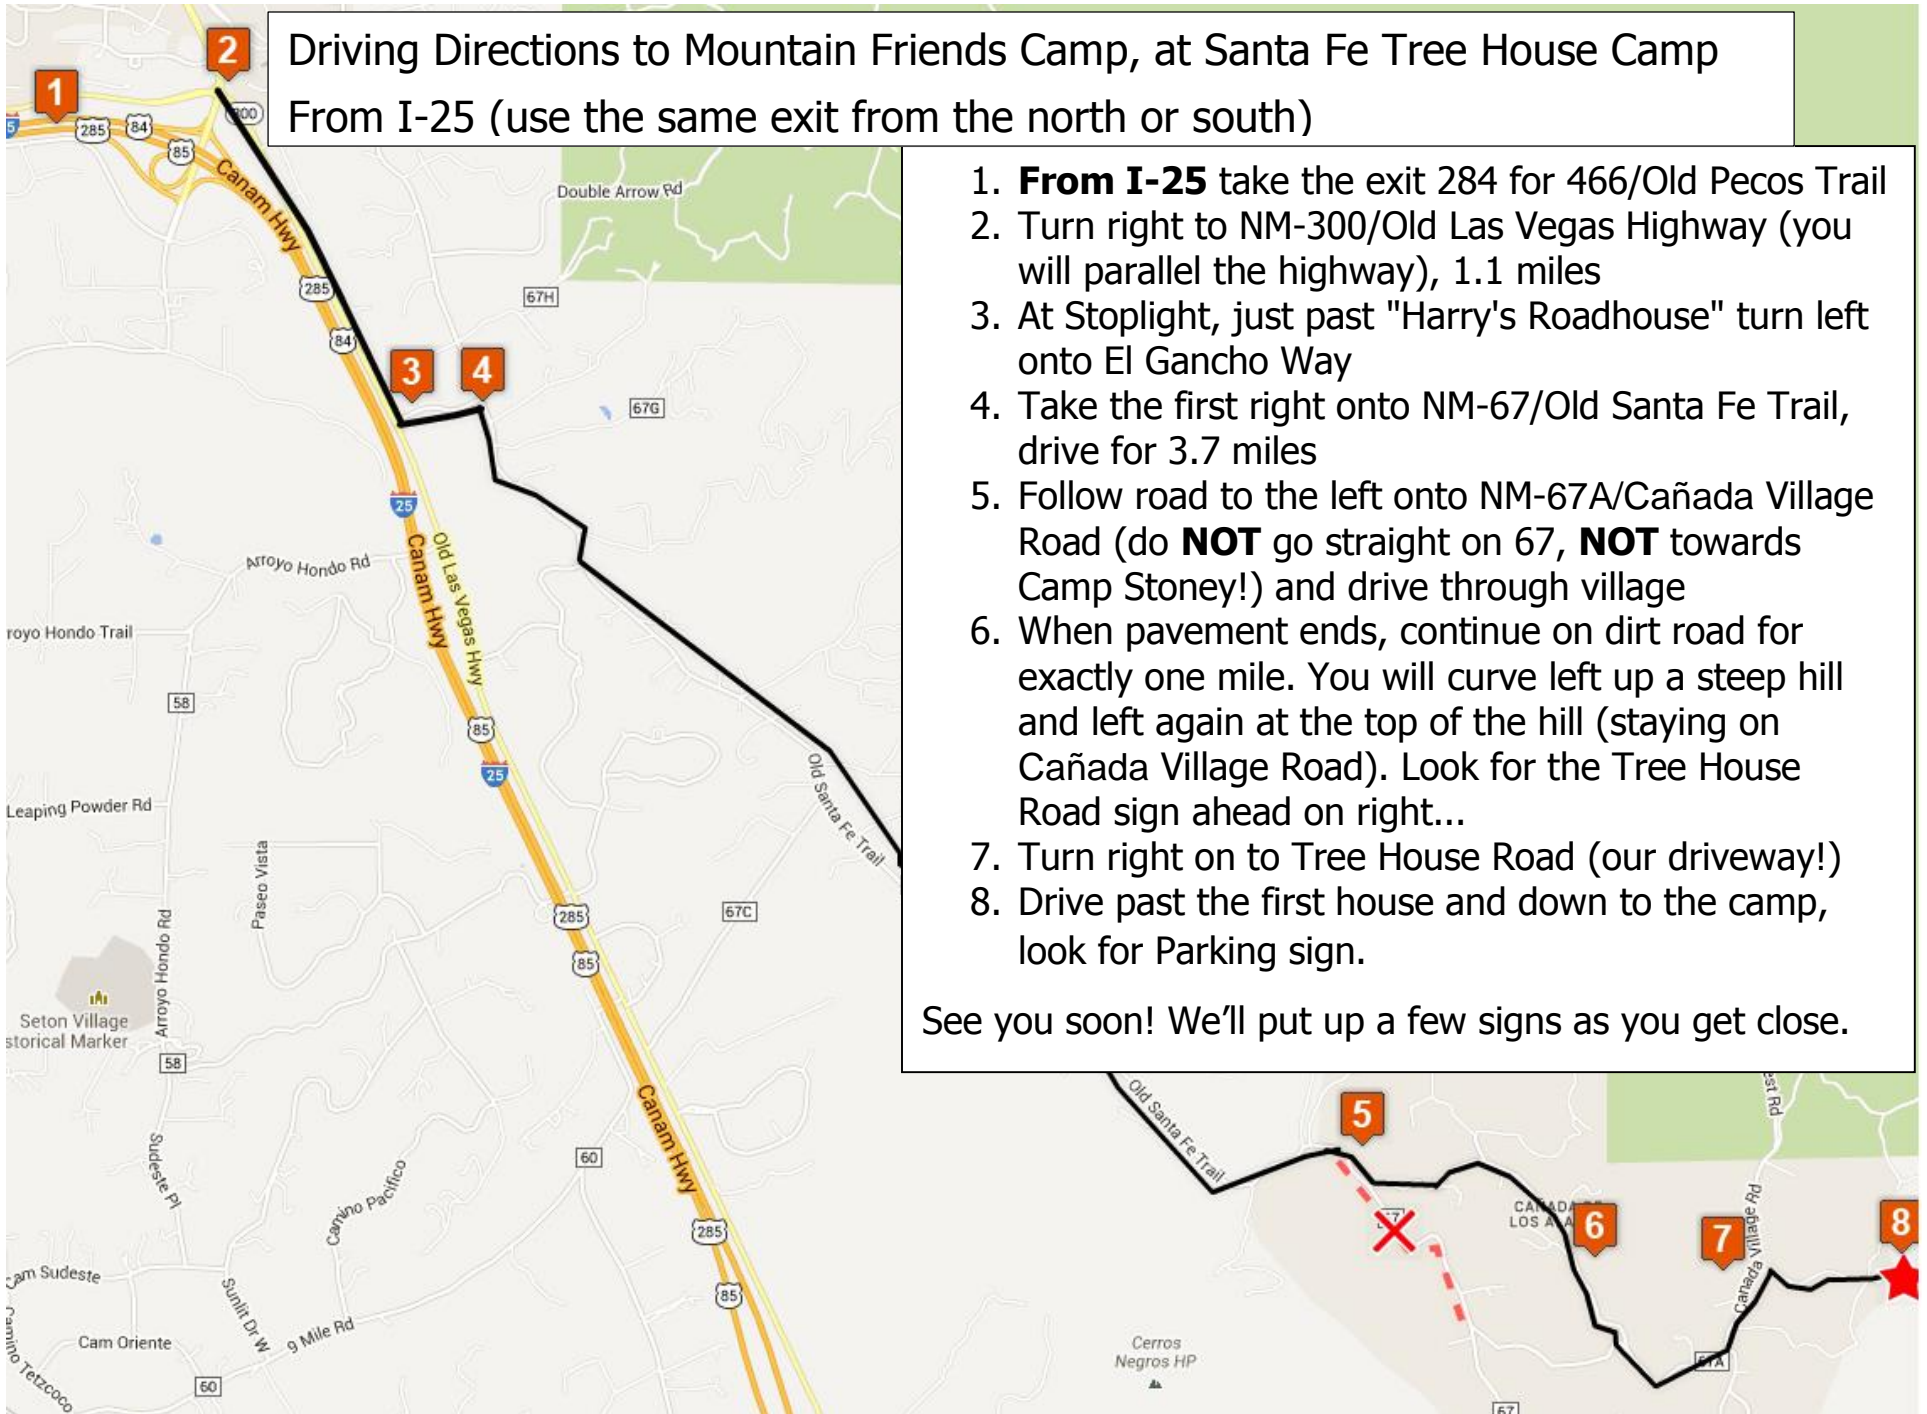 Driving Directions to Mountain Friends Camp, at Santa Fe Tree House Camp
From I-25 (use the same exit from the north or south)
1. From I-25 take the exit 284 for 466/Old Pecos Trail
2. Turn right to NM-300/Old Las Vegas Highway (you
will parallel the highway), 1.1 miles
3. At Stoplight, just past "Harry's Roadhouse" turn left
onto El Gancho Way
4. Take the first right onto NM-67/Old Santa Fe Trail,
drive for 3.7 miles
5. Follow road to the left onto NM-67A/Cañada Village
Road (do NOT go straight on 67, NOT towards
Camp Stoney!) and drive through village
6. When pavement ends, continue on dirt road for
exactly one mile. You will curve left up a steep hill
and left again at the top of the hill (staying on
Cañada Village Road). Look for the Tree House
Road sign ahead on right...
7. Turn right on to Tree House Road (our driveway!)
8. Drive past the first house and down to the camp,
look for Parking sign.
See you soon! We'll put up a few signs as you get close.
1
2
285
84
85
Canam Hwy
Double Arrow Rd
285
67H
84
3
4
67G
25
Arroyo Hondo Rd
Canam Hwy
Old Las Vegas Hwy
royo Hondo Trail
58
85
25
Old Santa Fe Trail
Leaping Powder Rd
Paseo Vista
67C
285
85
Arroyo Hondo Rd
Seton Village
storical Marker
58
Canam Hwy
Old Santa Fe Trail
est Rd
5
Sudeste Pl
60
Camino Pacifico
285
6
7
8
Canada Village Rd
Cam Sudeste
Sunlit Dr W
85
9 Mile Rd
Cam Oriente
Camino Tetzcoco
60
Cerros
Negros HP
67A
67